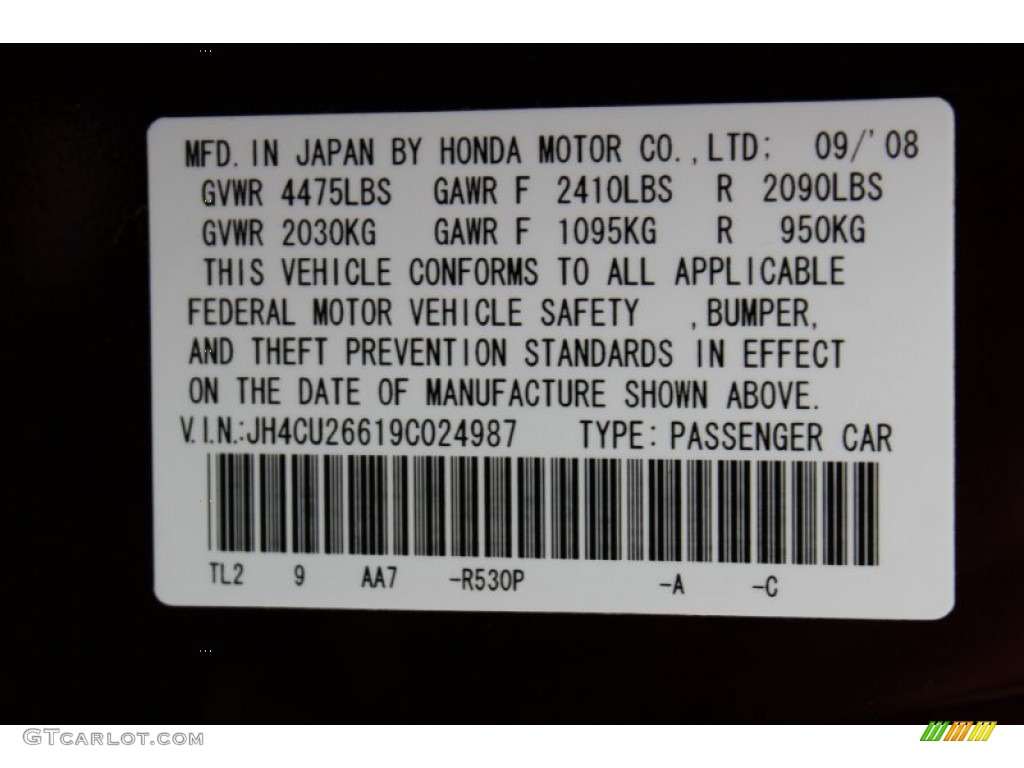 MFD. IN JAPAN BY HONDA MOTOR CO.,LTD; 09/'08
GVWR 4475LBS GAWR F 2410LBS R 2090LBS
GVWR 2030KG GAWR F 1095KG R 950KG
THIS VEHICLE CONFORMS TO ALL APPLICABLE
FEDERAL MOTOR VEHICLE SAFETY ,BUMPER,
AND THEFT PREVENTION STANDARDS IN EFFECT
ON THE DATE OF MANUFACTURE SHOWN ABOVE.
V.I.N.:JH4CU26619C024987 TYPE: PASSENGER CAR
TL2 9 AA7 -R530P -A -C
GTCARLOT.COM